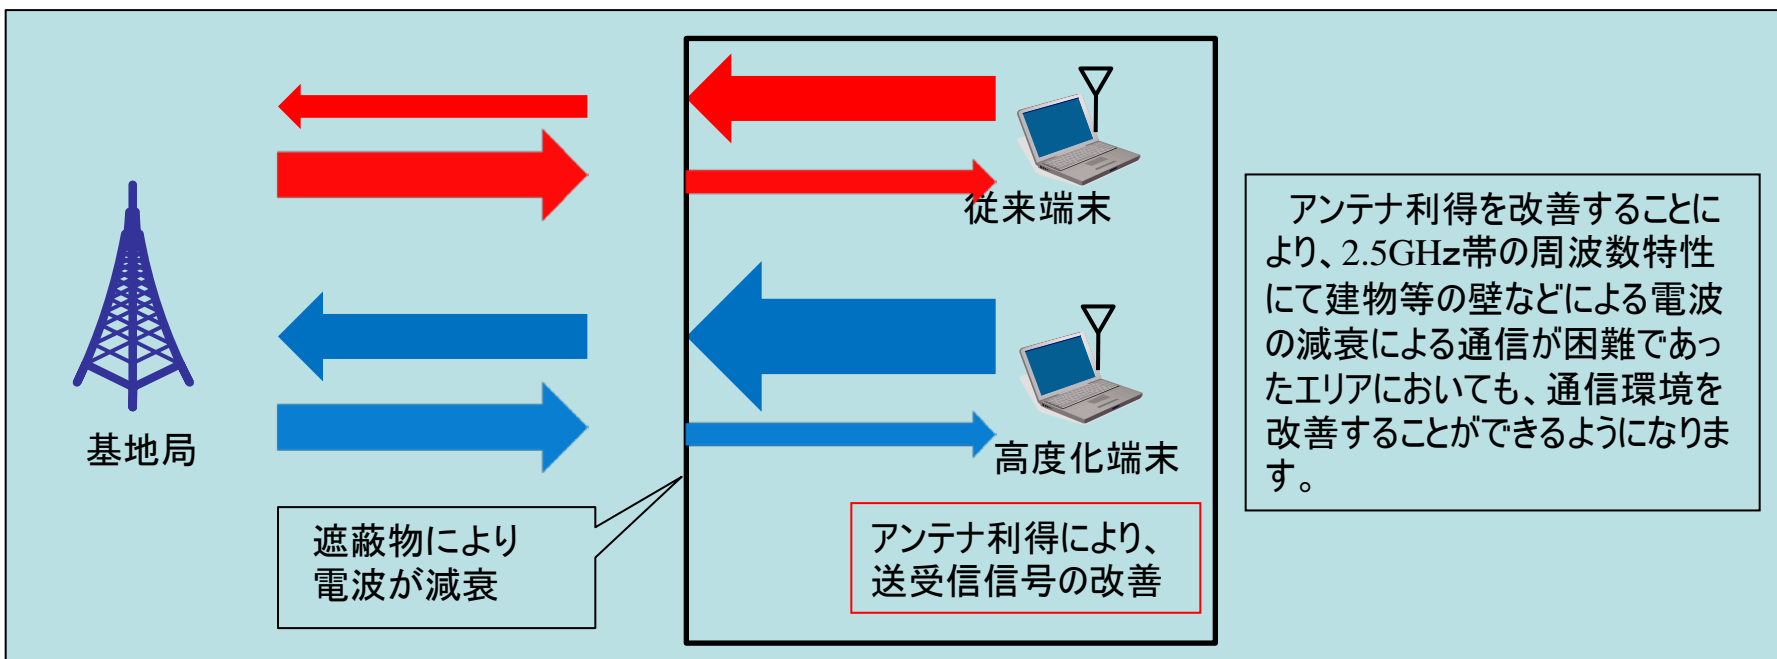 従来端末
基地局
高度化端末
遮蔽物により
電波が減衰
アンテナ利得により、
送受信信号の改善
アンテナ利得を改善することに
より、2.5GHz帯の周波数特性
にて建物等の壁などによる電波
の減衰による通信が困難であっ
たエリアにおいても、通信環境を
改善することができるようになりま
す。